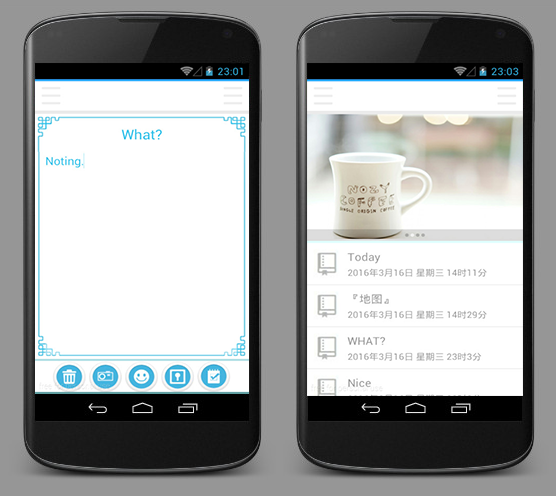 23:01
What?
Noting.
23:03
NOZY
COFFEE
SINGLE ORIGIN COFFEE
Today
2016年3月16日 星期三 14时11分
『地图』
2016年3月16日 星期三 14时29分
WHAT?
2016年3月16日 星期三 23时3分
Nice